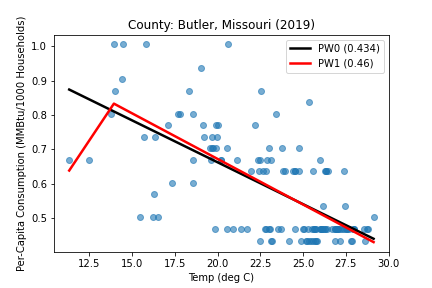 County: Butler, Missouri (2019)
Per-Capita Consumption (MMBtu/1000 Households)
1.0
0.9
0.8
0.7
0.6
0.5
PW0 (0.434)
PW1 (0.46)
12.5 15.0 17.5 20.0 22.5 25.0 27.5 30.0
Temp (deg C)